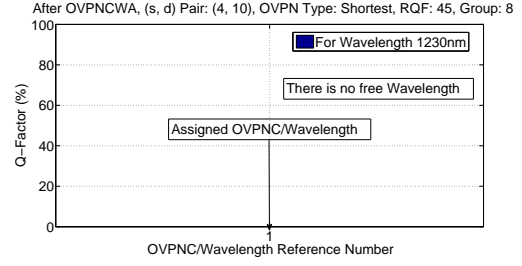 After OVPNCWA, (s, d) Pair: (4, 10), OVPN Type: Shortest, RQF: 45, Group: 8
100
For Wavelength 1230nm
80
There is no free Wavelength
60
Assigned OVPNC/Wavelength
40
20
0
1
Q−Factor (%)
OVPNC/Wavelength Reference Number